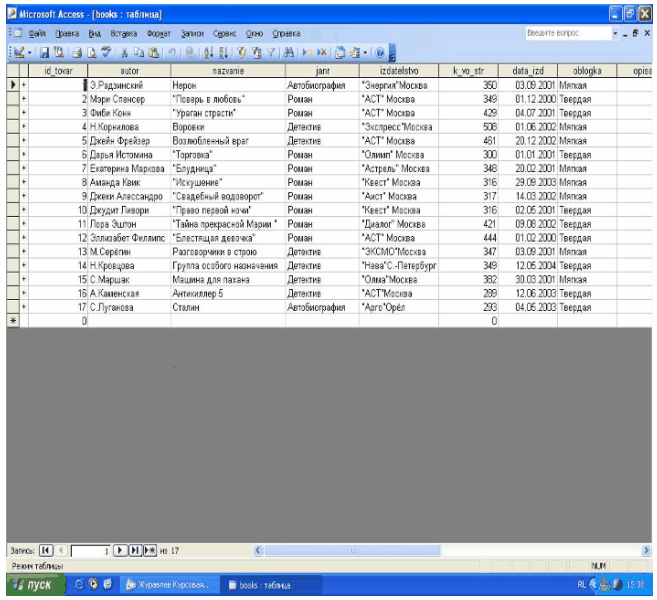 Microsoft Access - [books : таблица]
Файл Правка Вид Вставка Формат Записи Сервис Окно Справка Введите вопрос
id_tovar autor nazvanie janr izdatelstvo k_vo_str data_izd oblogka opisa
1 Э.Радзинский Нерон Автобиография "Энергия"Москва 350 03.09.2001 Мягкая
2 Мэри Спенсер "Поверь в любовь" Роман "АСТ" Москва 349 01.12.2000 Твердая
3 Фиби Конн "Ураган страсти" Роман "АСТ" Москва 429 04.07.2001 Твердая
4 Н.Корнилова Воровки Детектив "Экспресс"Москва 508 01.06.2002 Мягкая
5 Джейн Фрейзер Возлюбленный враг Детектив "АСТ" Москва 461 20.12.2002 Мягкая
6 Дарья Истомина "Торговка" Роман "Олимп" Москва 300 01.01.2001 Твердая
7 Екатерина Маркова "Блудница" Роман "Астрель" Москва 348 20.02.2001 Мягкая
8 Аманда Квик "Искушение" Роман "Квест" Москва 316 29.09.2003 Мягкая
9 Джеки Алессандро "Свадебный водоворот" Роман "Аист" Москва 317 14.03.2002 Мягкая
10 Джудит Ливори "Право первой ночи" Роман "Квест" Москва 316 02.05.2001 Твердая
11 Лора Эштон "Тайна прекрасной Марии " Роман "Диалог" Москва 421 09.08.2002 Твердая
12 Эллизабет Филлипс "Блестящая девочка" Роман "АСТ" Москва 444 01.02.2000 Твердая
13 М.Серёгин Разговорчики в строю Детектив "ЭКСМО"Москва 347 03.09.2001 Мягкая
14 Н.Кровцова Группа особого назначения Детектив "Нева"С.-Петербург 349 12.05.2004 Твердая
15 С.Маршак Машина для пахана Детектив "Олма"Москва 382 30.03.2001 Мягкая
16 А.Каменская Антикиллер 5 Детектив "АСТ"Москва 289 12.06.2003 Твердая
17 С.Луганова Сталин Автобиография "Арго"Орёл 293 04.05.2003 Твердая
0 0
Запись: 1 из 17
Режим таблицы NUM
пуск Журавлев Курсовая... books : таблица RL 15:38